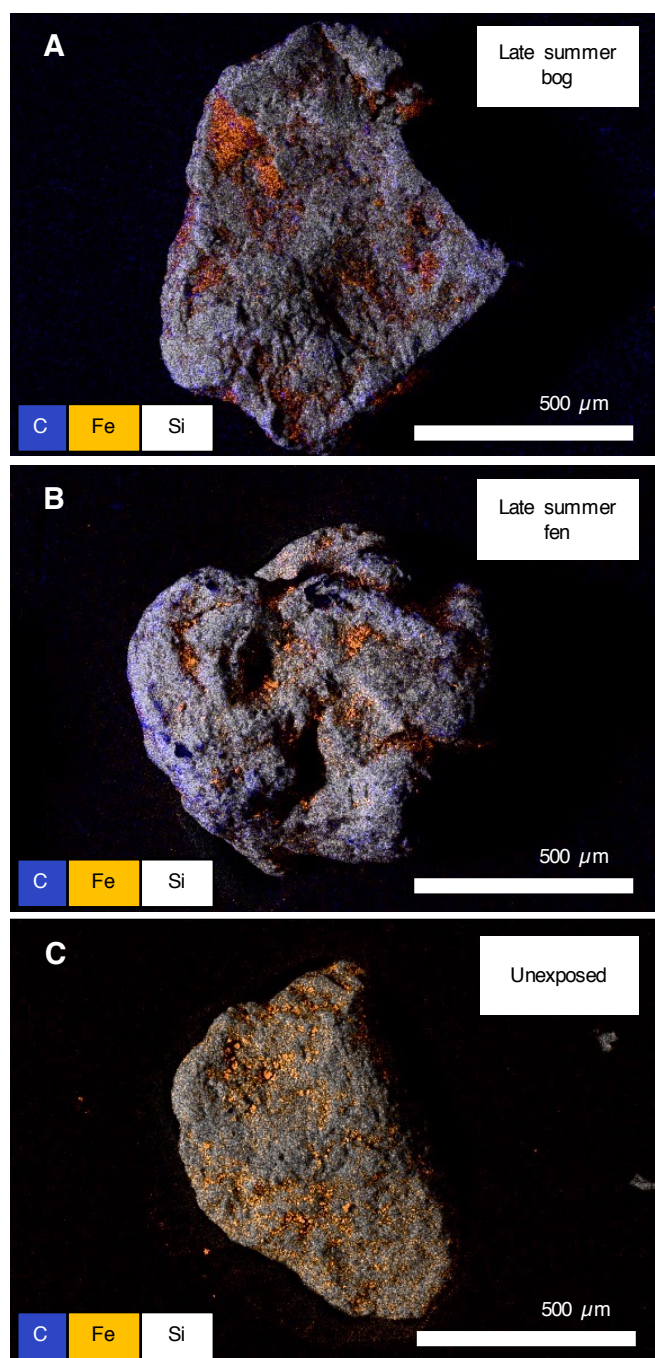 A
Late summer
bog
500 µm
C Fe Si
B
Late summer
fen
500 µm
C Fe Si
C
Unexposed
500 µm
C Fe Si